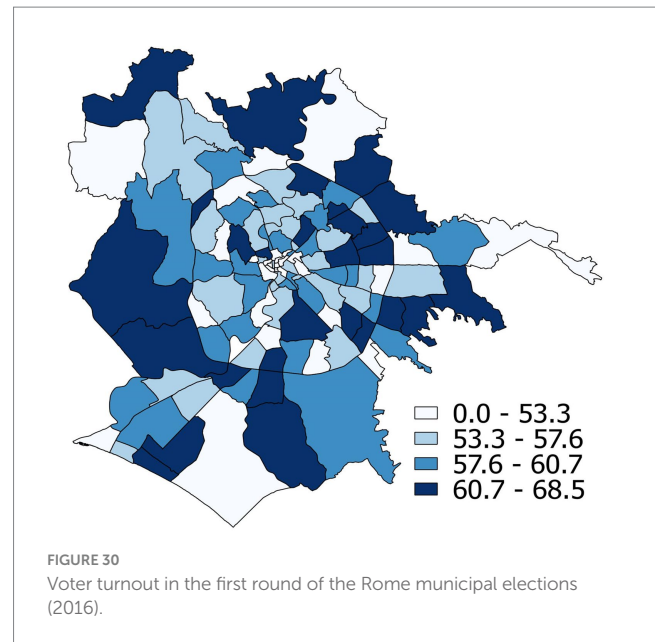 0.0 - 53.3
53.3 - 57.6
57.6 - 60.7
60.7 - 68.5
FIGURE 30
Voter turnout in the first round of the Rome municipal elections
(2016).